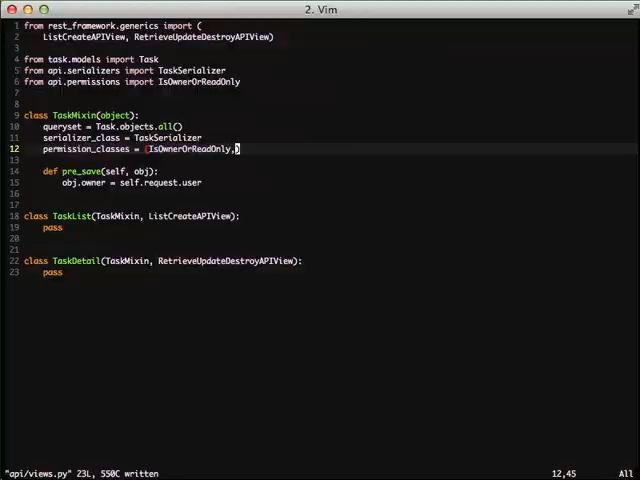 2. Vim
1 from rest_framework.generics import (
2     ListCreateAPIView, RetrieveUpdateDestroyAPIView)
3
4 from task.models import Task
5 from api.serializers import TaskSerializer
6 from api.permissions import IsOwnerOrReadOnly
7
8
9 class TaskMixin(object):
10     queryset = Task.objects.all()
11     serializer_class = TaskSerializer
12     permission_classes = (IsOwnerOrReadOnly,)
13
14     def pre_save(self, obj):
15         obj.owner = self.request.user
16
17
18 class TaskList(TaskMixin, ListCreateAPIView):
19     pass
20
21
22 class TaskDetail(TaskMixin, RetrieveUpdateDestroyAPIView):
23     pass
"api/views.py" 23L, 550C written 12,45 All